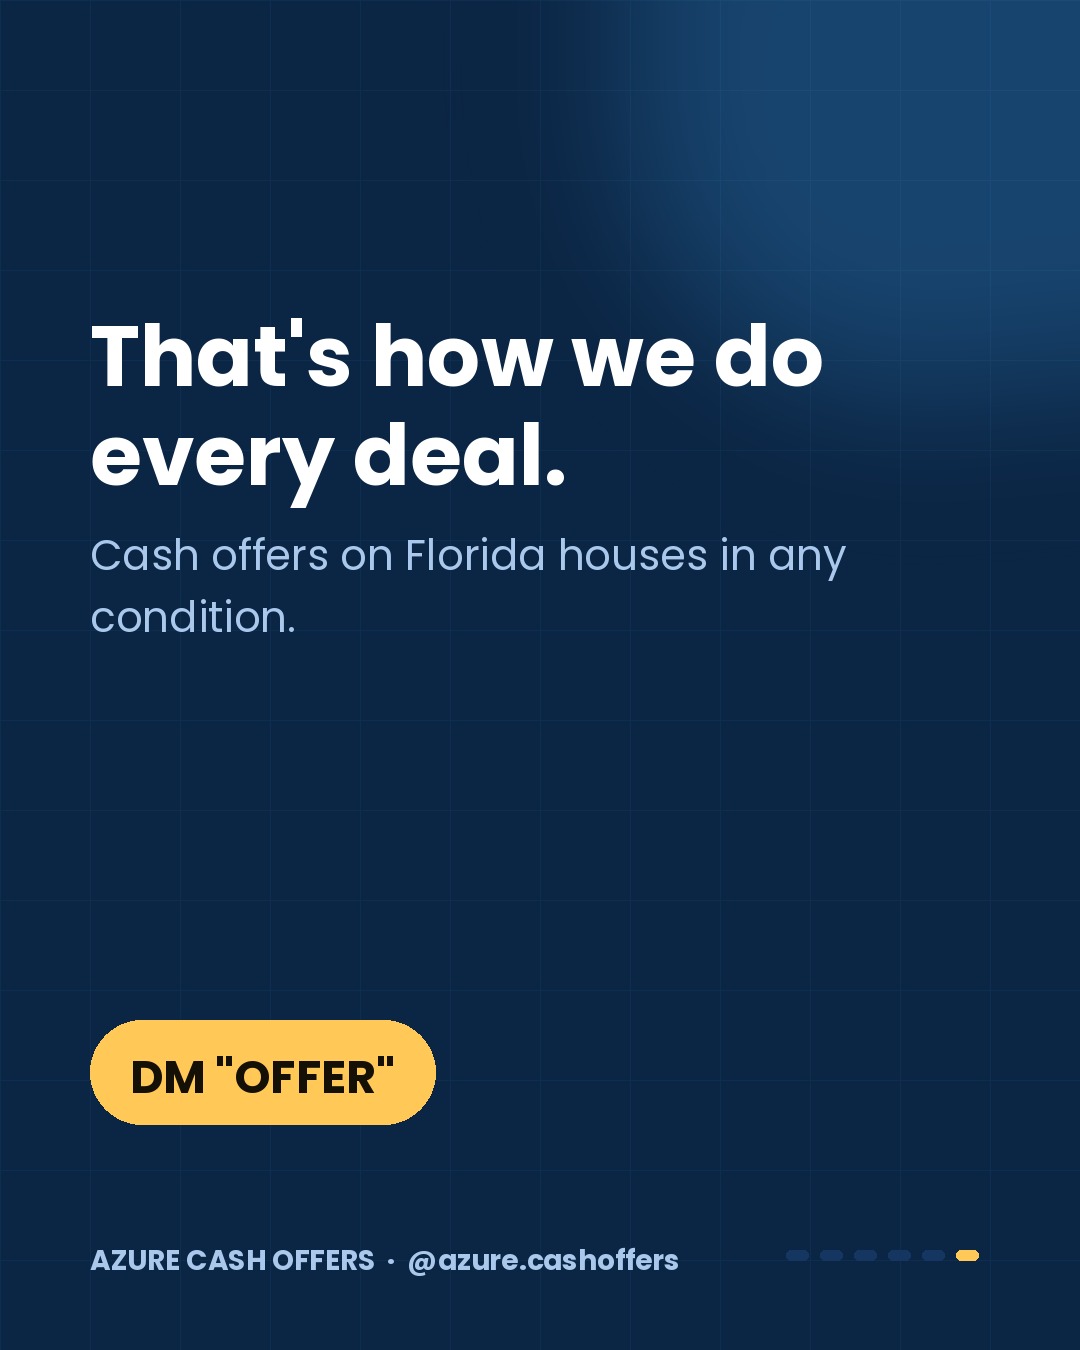 That's how we do
every deal.
Cash offers on Florida houses in any
condition.
DM "OFFER"
AZURE CASH OFFERS · @azure.cashoffers